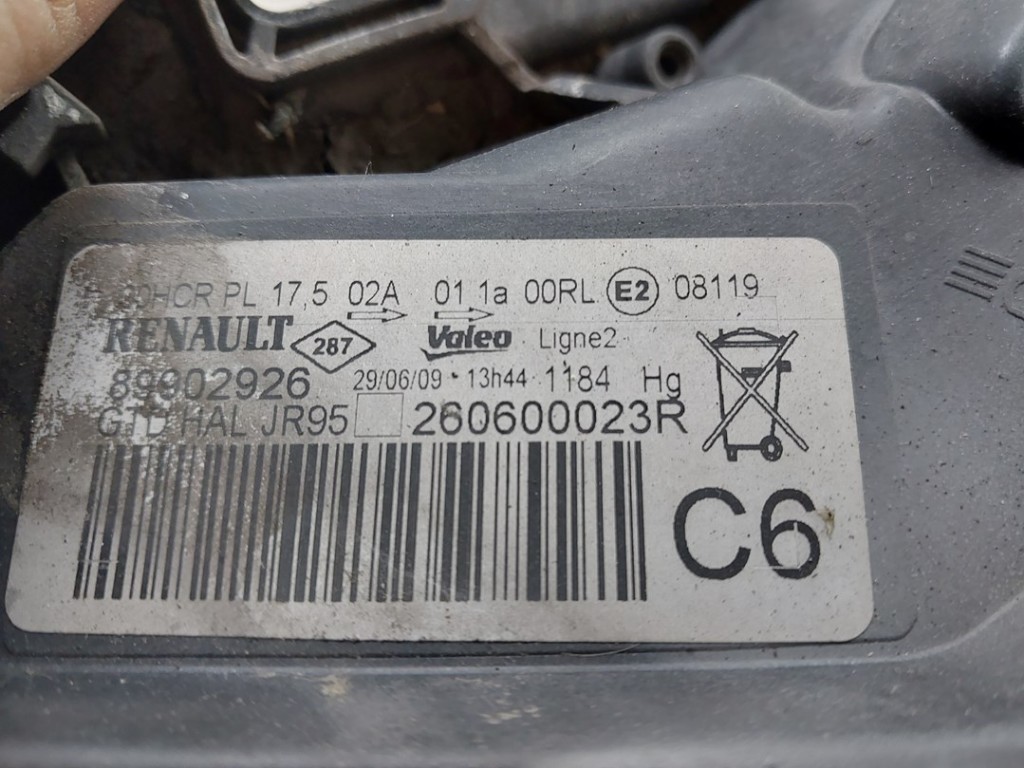 PL 17,5 02A 01 1a 00RL E2 08119
RENAULT 287 Valeo Ligne2
89902926 29/06/09 - 13h44 1184 Hg
HAL JR95 260600023R
C6